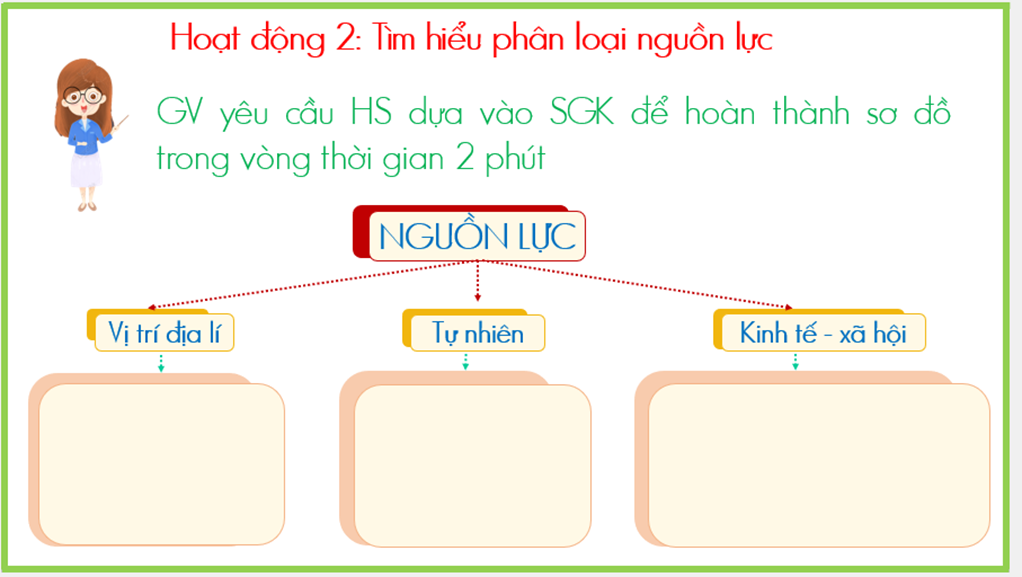 Hoạt động 2: Tìm hiểu phân loại nguồn lực
GV yêu cầu HS dựa vào SGK để hoàn thành sơ đồ
trong vòng thời gian 2 phút
NGUỒN LỰC
Vị trí địa lí
Tự nhiên
Kinh tế - xã hội